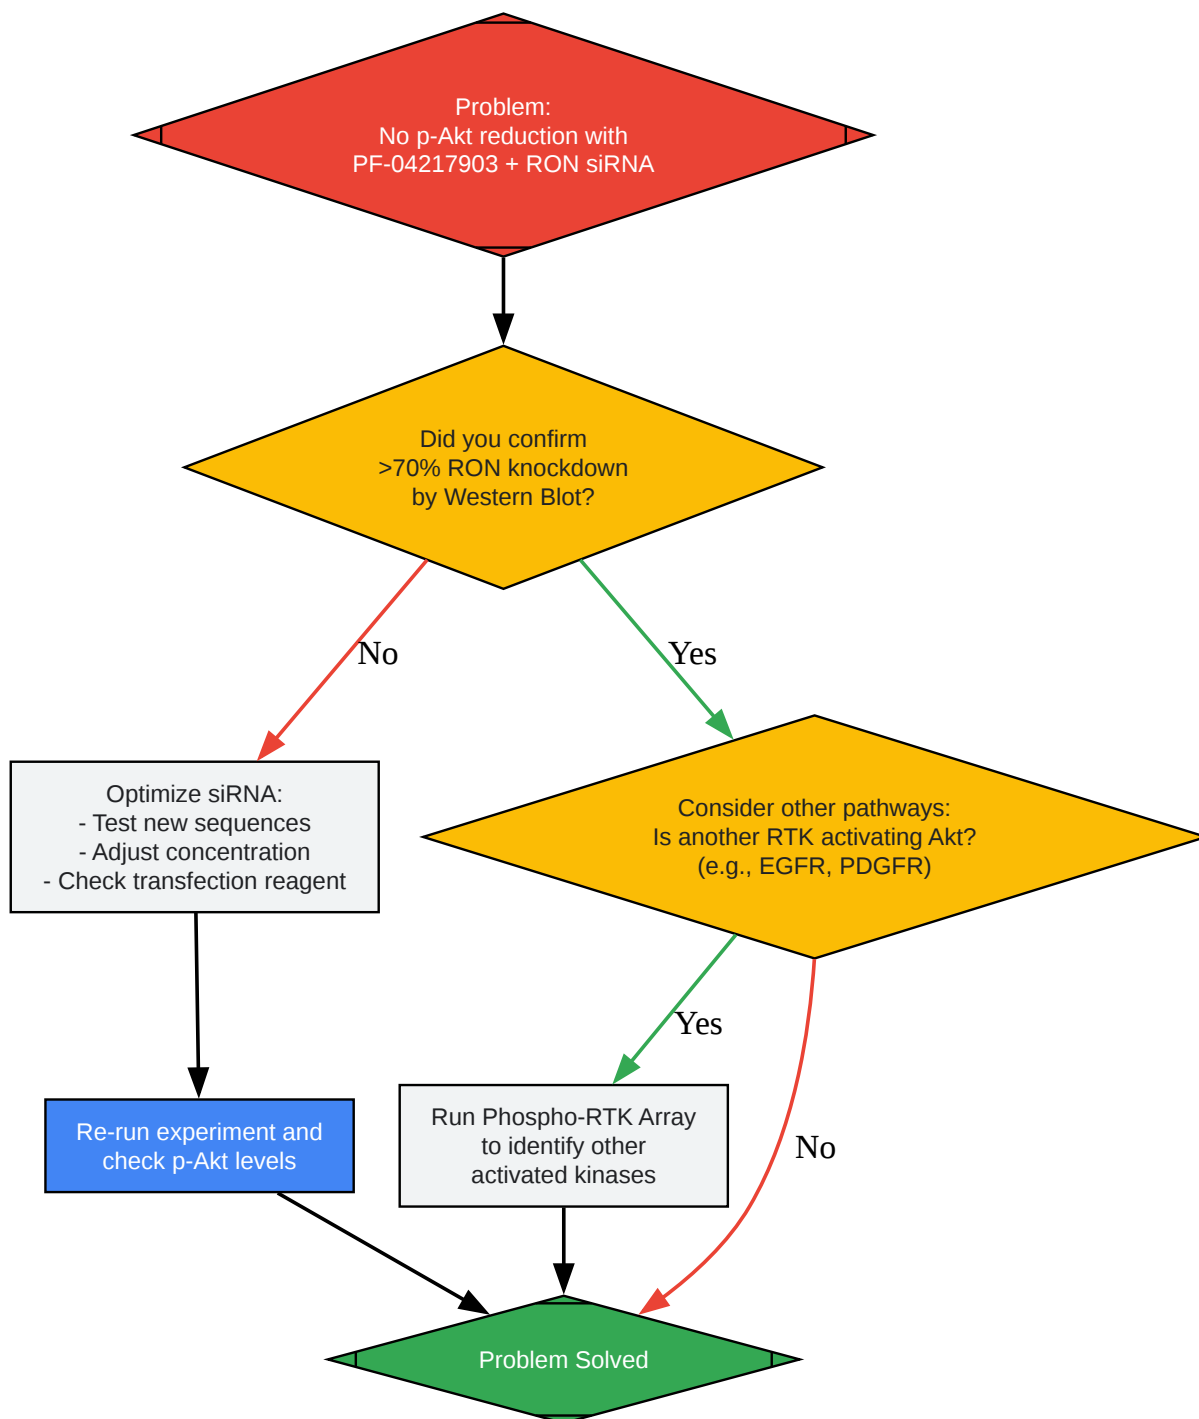 Problem:
No p-Akt reduction with
PF-04217903 + RON siRNA
Did you confirm
>70% RON knockdown
by Western Blot?
No
Yes
Optimize siRNA:
- Test new sequences
- Adjust concentration
- Check transfection reagent
Consider other pathways:
Is another RTK activating Akt?
(e.g., EGFR, PDGFR)
Yes
No
Re-run experiment and
check p-Akt levels
Run Phospho-RTK Array
to identify other
activated kinases
Problem Solved